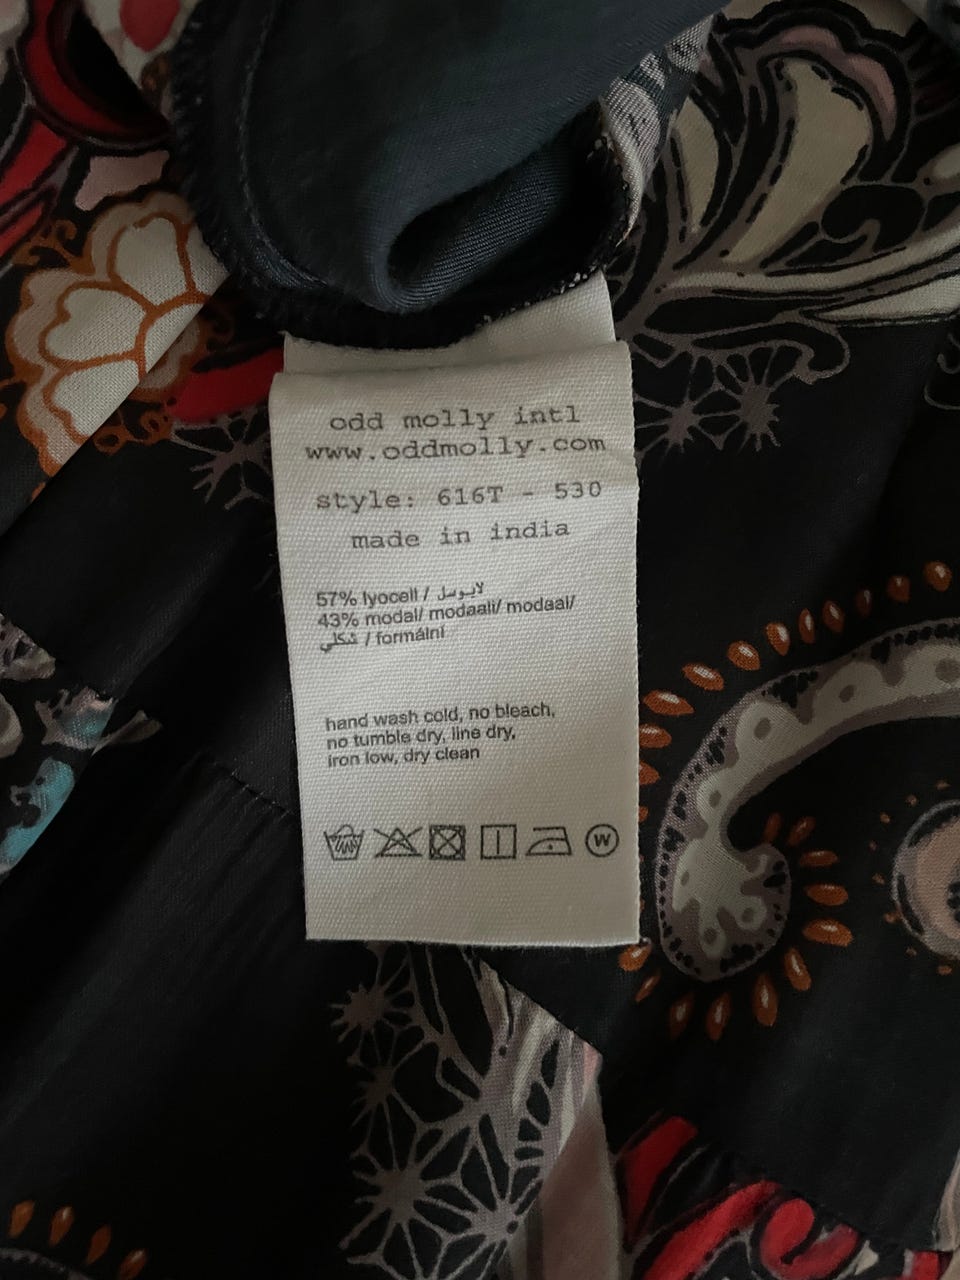 odd molly intl
www.oddmolly.com
style: 616T - 530
made in india
57% lyocell / لايوسل
43% modal/ modaali/ modaal/
شكلي / formální
hand wash cold, no bleach,
no tumble dry, line dry,
iron low, dry clean
W